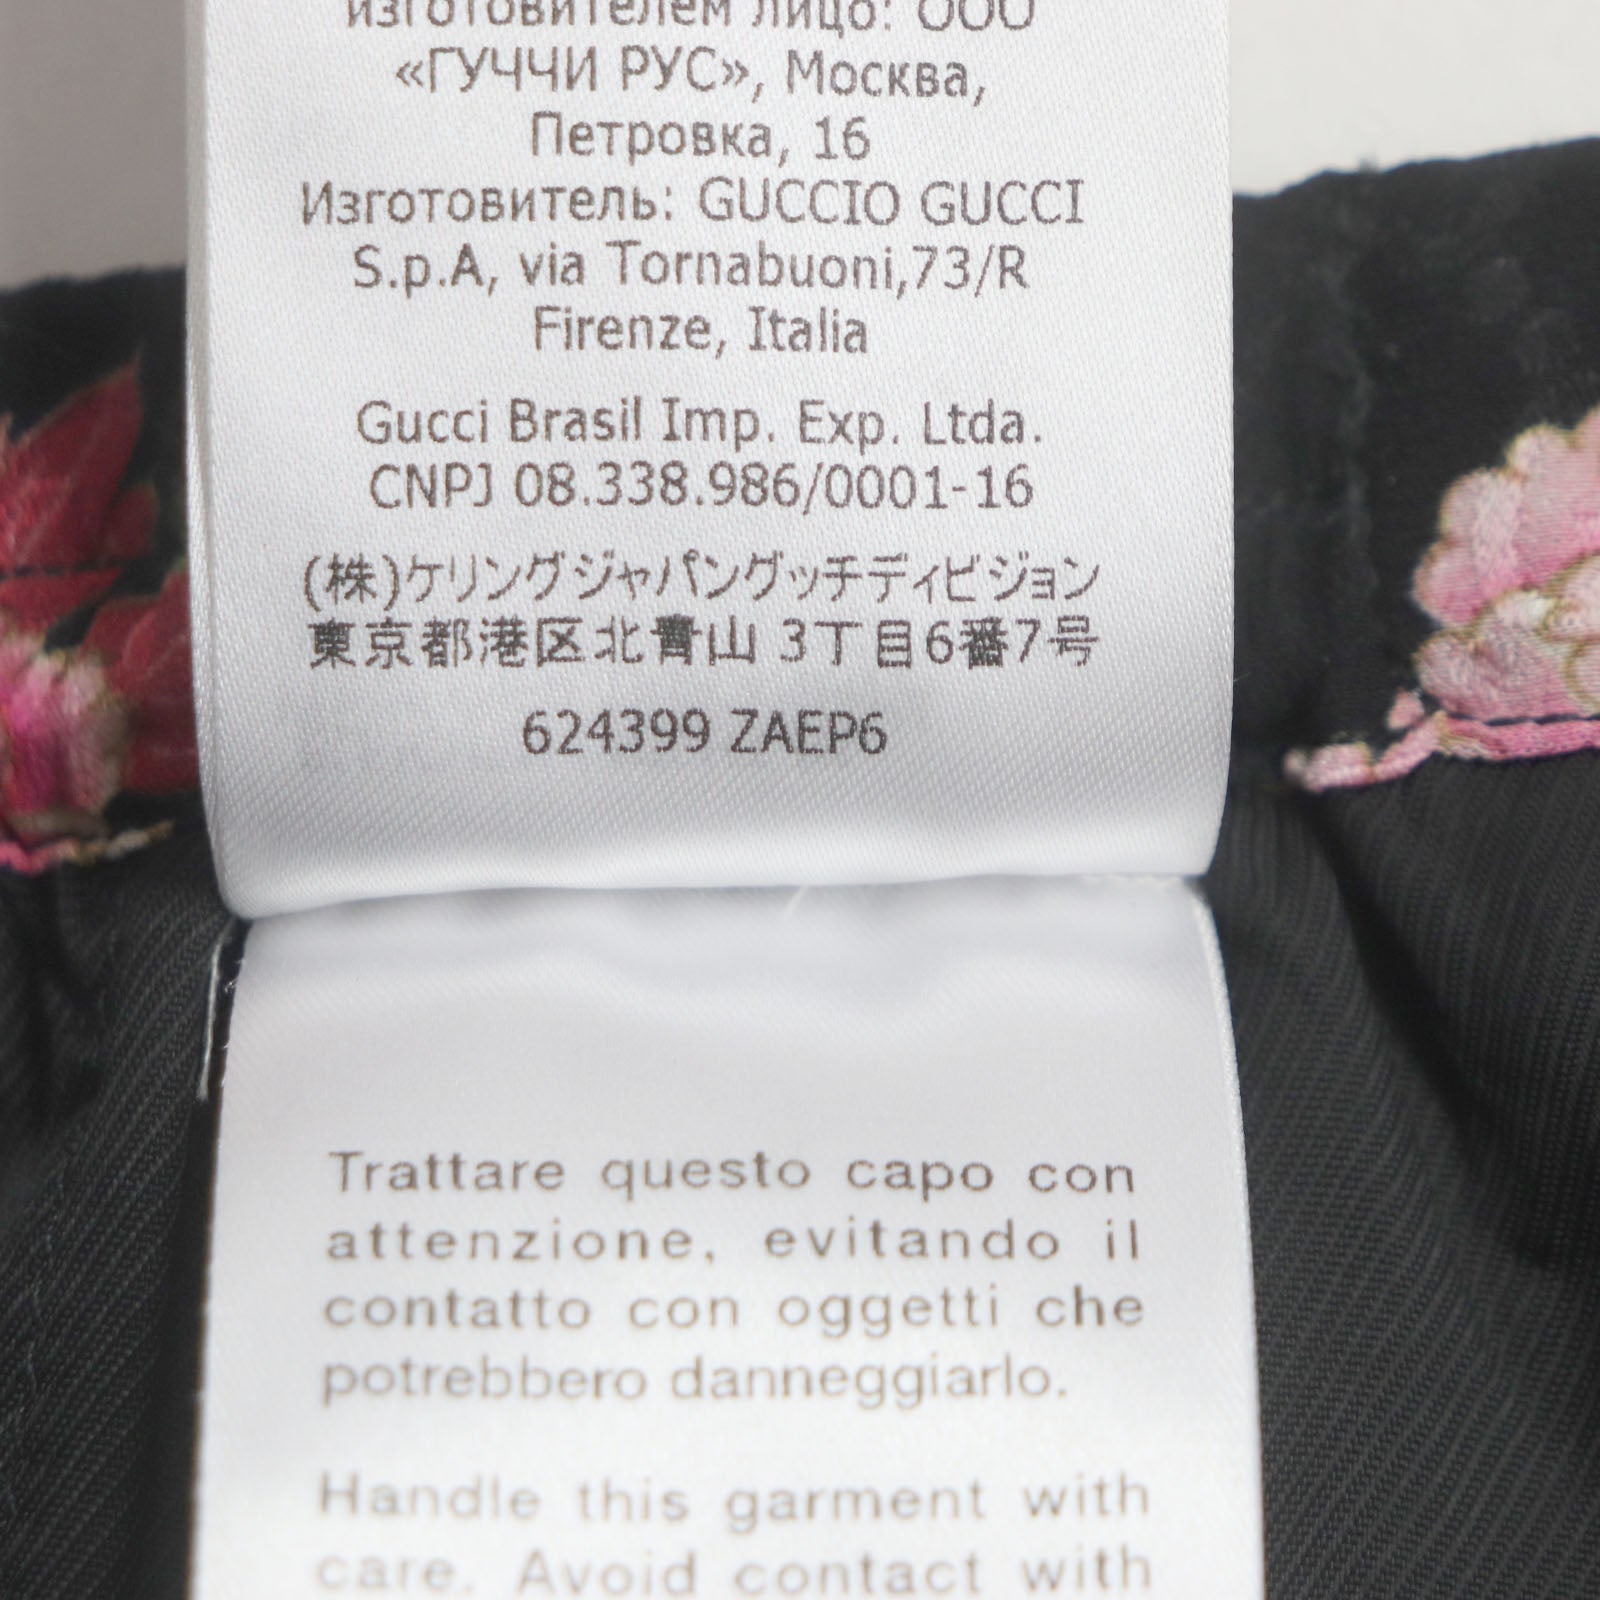 изготовителем лицо: ООО
«ГУЧЧИ РУС», Москва,
Петровка, 16
Изготовитель: GUCCIO GUCCI
S.p.A, via Tornabuoni,73/R
Firenze, Italia
Gucci Brasil Imp. Exp. Ltda.
CNPJ 08.338.986/0001-16
(株)ケリングジャパングッチディビジョン
東京都港区北青山 3丁目6番7号
624399 ZAEP6
Trattare questo capo con
attenzione, evitando il
contatto con oggetti che
potrebbero danneggiarlo.
Handle this garment with
care. Avoid contact with